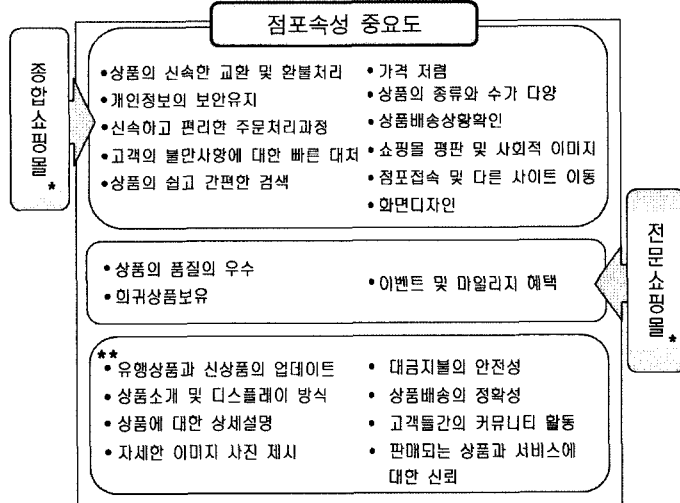 점포속성 중요도
종합쇼핑몰*
•상품의 신속한 교환 및 환불처리
•개인정보의 보안유지
•신속하고 편리한 주문처리과정
•고객의 불만사항에 대한 빠른 대처
•상품의 쉽고 간편한 검색
•가격 저렴
•상품의 종류와 수가 다양
•상품배송상황확인
•쇼핑몰 평판 및 사회적 이미지
•점포접속 및 다른 사이트 이동
•화면디자인
전문쇼핑몰*
•상품의 품질의 우수
•희귀상품보유
•이벤트 및 마일리지 혜택
**
•유행상품과 신상품의 업데이트
•상품소개 및 디스플레이 방식
•상품에 대한 상세설명
•자세한 이미지 사진 제시
•대금지불의 안전성
•상품배송의 정확성
•고객들간의 커뮤니티 활동
•판매되는 상품과 서비스에
대한 신뢰